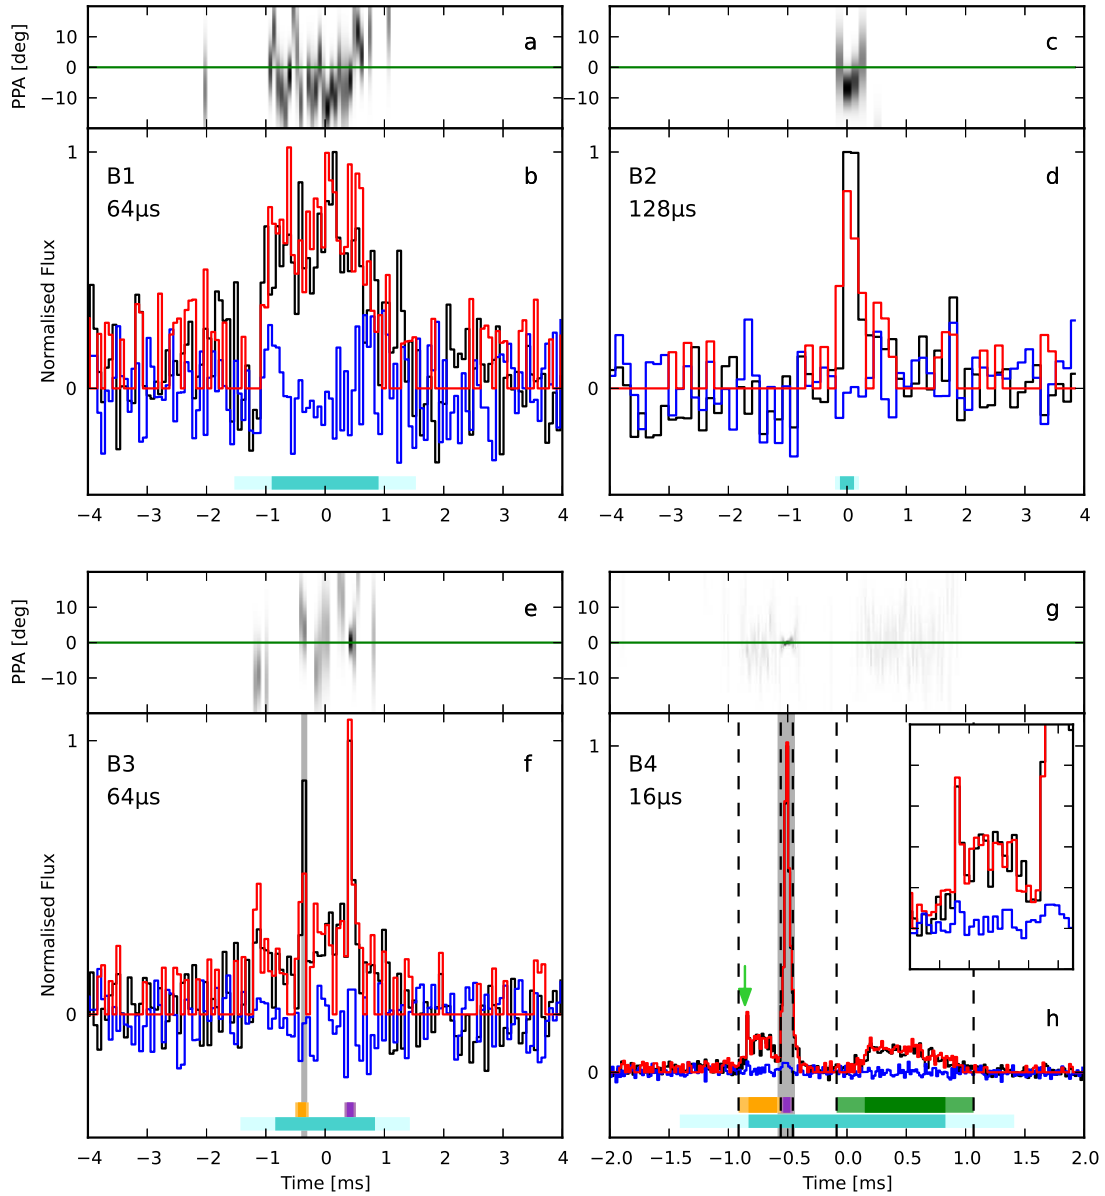 PPA [deg]
10
0
−10
a
10
0
−10
c
Normalised Flux
1
0
B1
64µs
b
1
0
B2
128µs
d
−4 −3 −2 −1 0 1 2 3 4
−4 −3 −2 −1 0 1 2 3 4
PPA [deg]
10
0
−10
e
10
0
−10
g
Normalised Flux
1
0
B3
64µs
f
1
0
B4
16µs
h
−4 −3 −2 −1 0 1 2 3 4
Time [ms]
−2.0 −1.5 −1.0 −0.5 0.0 0.5 1.0 1.5 2.0
Time [ms]